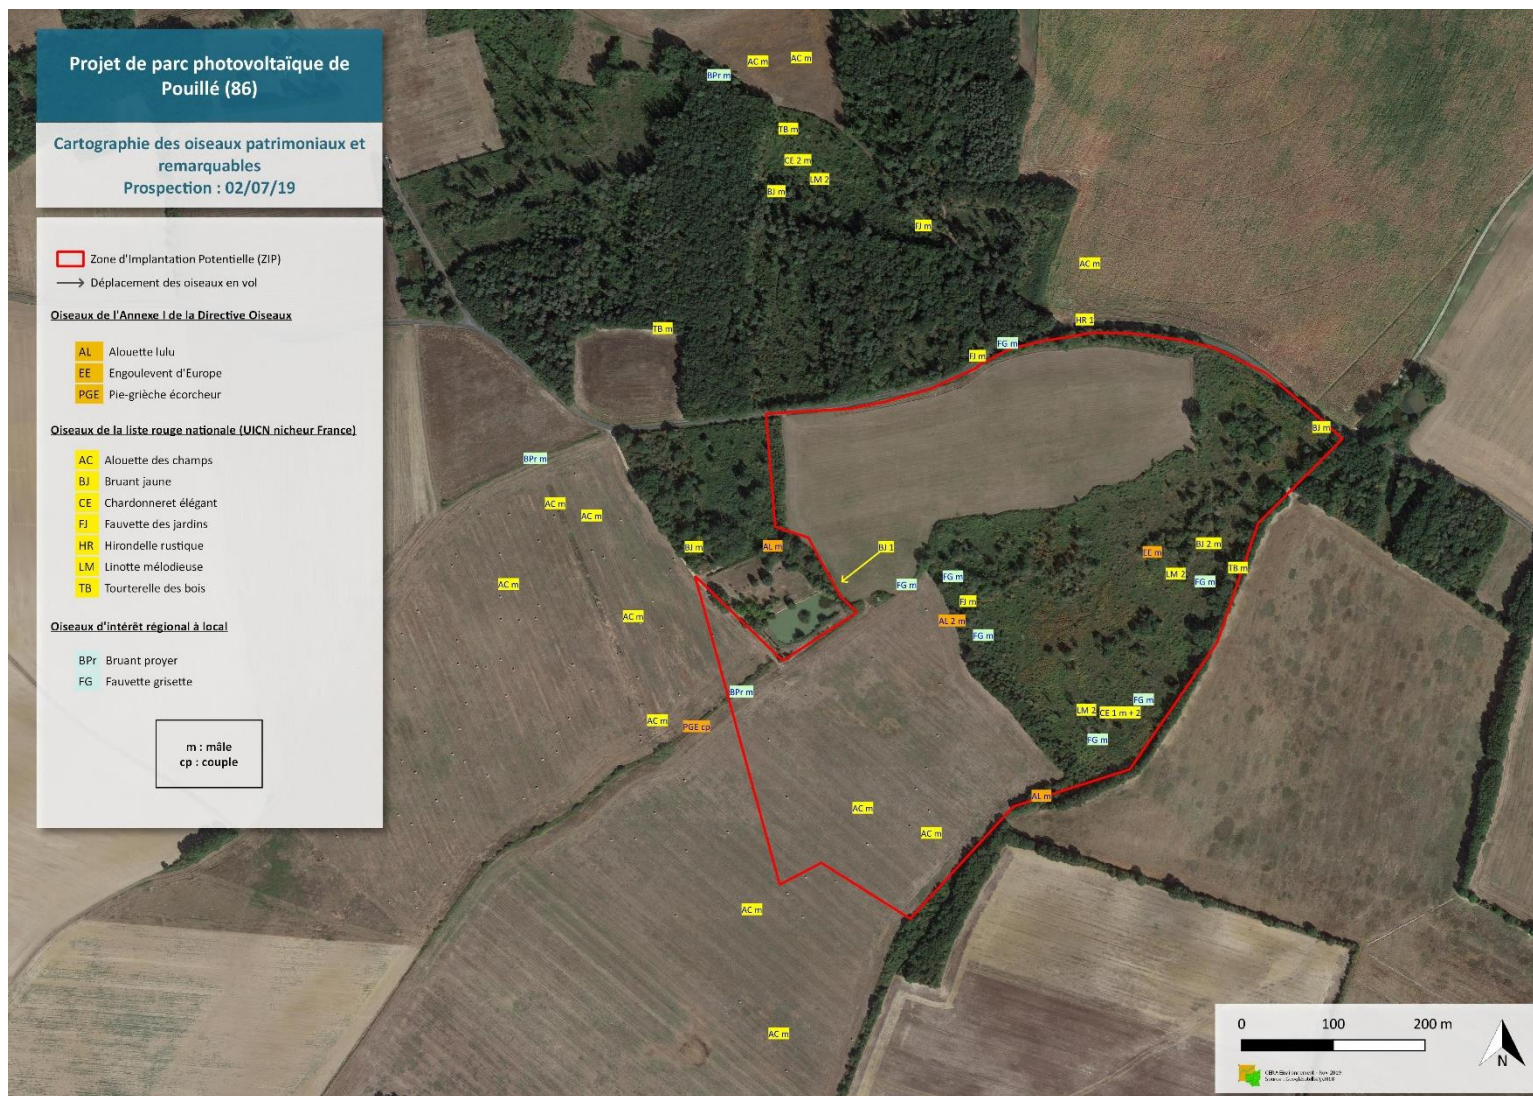 Projet de parc photovoltaïque de
Pouillé (86)
Cartographie des oiseaux patrimoniaux et
remarquables
Prospection : 02/07/19
Zone d'Implantation Potentielle (ZIP)
Déplacement des oiseaux en vol
Oiseaux de l'Annexe I de la Directive Oiseaux
AL Alouette lulu
EE Engoulevent d'Europe
PGE Pie-grièche écorcheur
Oiseaux de la liste rouge nationale (UICN nicheur France)
AC Alouette des champs
BJ Bruant jaune
CE Chardonneret élégant
FJ Fauvette des jardins
HR Hirondelle rustique
LM Linotte mélodieuse
TB Tourterelle des bois
Oiseaux d'intérêt régional à local
BPr Bruant proyer
FG Fauvette grisette
m : mâle
cp : couple
AC m
AC m
BPr m
TB m
CE 2 m
LM 2
BJ m
FJ m
AC m
HR 1
TB m
FG m
FJ m
BJ m
BPr m
AC m
AC m
BJ m
AL m
BJ 1
BJ 2 m
EE m
TB m
LM 2
FG m
FG m
FG m
AC m
FJ m
AC m
AL 2 m
FG m
BPr m
FG m
LM 2
CE 1 m + 2
AC m
PGE cp
FG m
AL m
AC m
AC m
AC m
AC m
0 100 200 m
N
CERA Environnement - Nov 2019